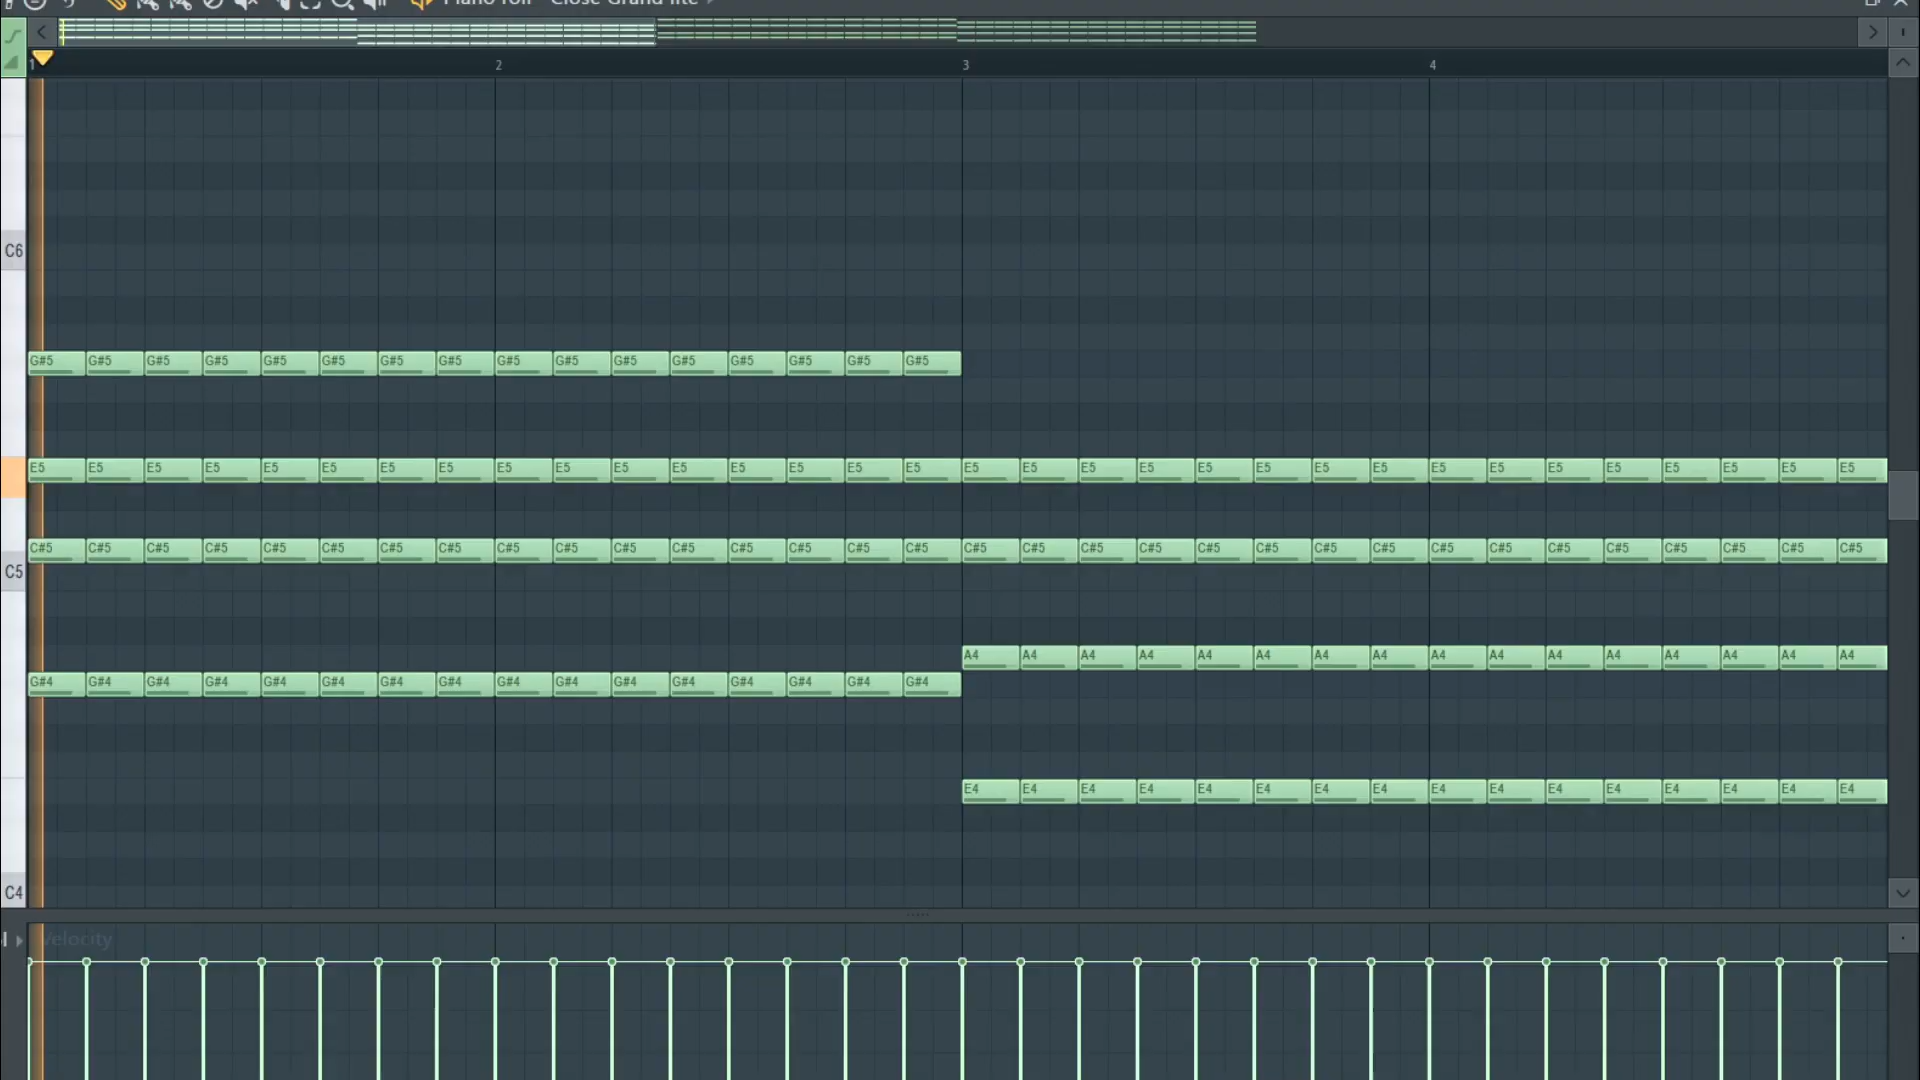 Piano roll - Close Grand lite
1 2 3 4
C6
G#5 G#5 G#5 G#5 G#5 G#5 G#5 G#5 G#5 G#5 G#5 G#5 G#5 G#5 G#5 G#5
E5 E5 E5 E5 E5 E5 E5 E5 E5 E5 E5 E5 E5 E5 E5 E5 E5 E5 E5 E5 E5 E5 E5 E5 E5 E5 E5 E5 E5 E5 E5 E5
C#5 C#5 C#5 C#5 C#5 C#5 C#5 C#5 C#5 C#5 C#5 C#5 C#5 C#5 C#5 C#5 C#5 C#5 C#5 C#5 C#5 C#5 C#5 C#5 C#5 C#5 C#5 C#5 C#5 C#5 C#5 C#5
C5
A4 A4 A4 A4 A4 A4 A4 A4 A4 A4 A4 A4 A4 A4 A4 A4
G#4 G#4 G#4 G#4 G#4 G#4 G#4 G#4 G#4 G#4 G#4 G#4 G#4 G#4 G#4 G#4
E4 E4 E4 E4 E4 E4 E4 E4 E4 E4 E4 E4 E4 E4 E4 E4
C4
Velocity